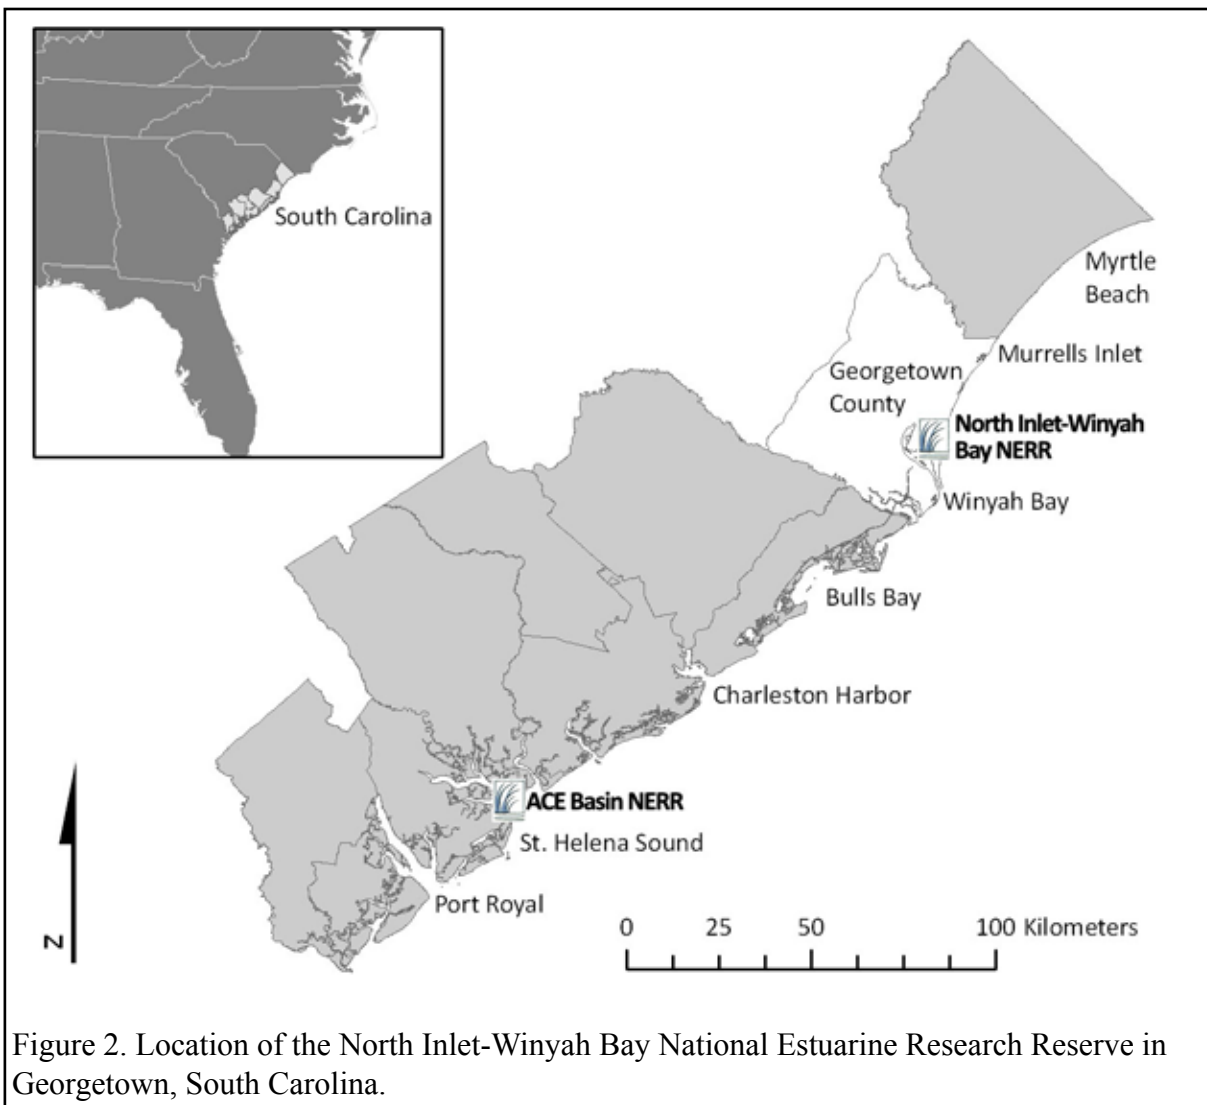 South Carolina
Myrtle
Beach
Murrells Inlet
Georgetown
County
North Inlet-Winyah
Bay NERR
Winyah Bay
Bulls Bay
Charleston Harbor
ACE Basin NERR
St. Helena Sound
Port Royal
N
0 25 50 100 Kilometers
Figure 2. Location of the North Inlet-Winyah Bay National Estuarine Research Reserve in
Georgetown, South Carolina.